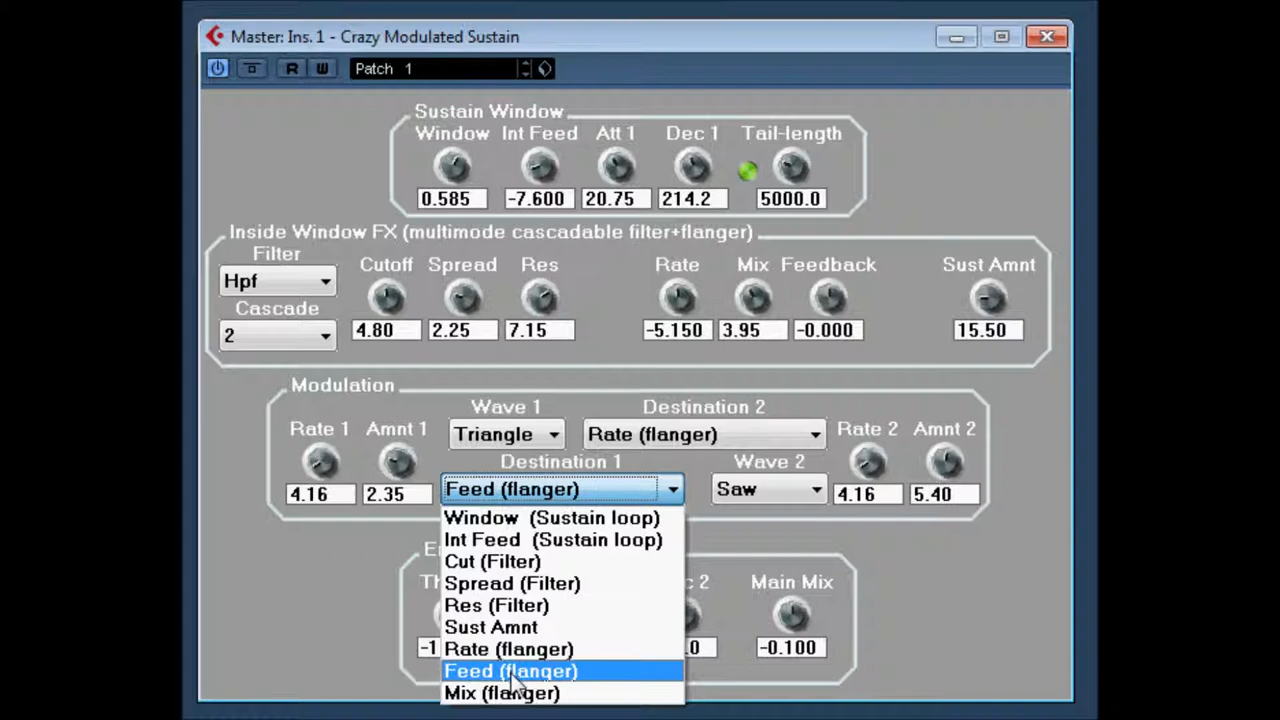 Master: Ins. 1 - Crazy Modulated Sustain
R W Patch 1
Sustain Window
Window Int Feed Att 1 Dec 1 Tail-length
0.585 -7.600 20.75 214.2 5000.0
Inside Window FX (multimode cascadable filter+flanger)
Filter Cutoff Spread Res Rate Mix Feedback Sust Amnt
Hpf
Cascade
2 4.80 2.25 7.15 -5.150 3.95 -0.000 15.50
Modulation
Wave 1 Destination 2
Rate 1 Amnt 1 Triangle Rate (flanger) Rate 2 Amnt 2
Destination 1 Wave 2
4.16 2.35 Feed (flanger) Saw 4.16 5.40
Window (Sustain loop)
Int Feed (Sustain loop)
Cut (Filter)
Spread (Filter)
Res (Filter)
Sust Amnt
Rate (flanger)
Feed (flanger)
Mix (flanger)
Main Mix
-0.100